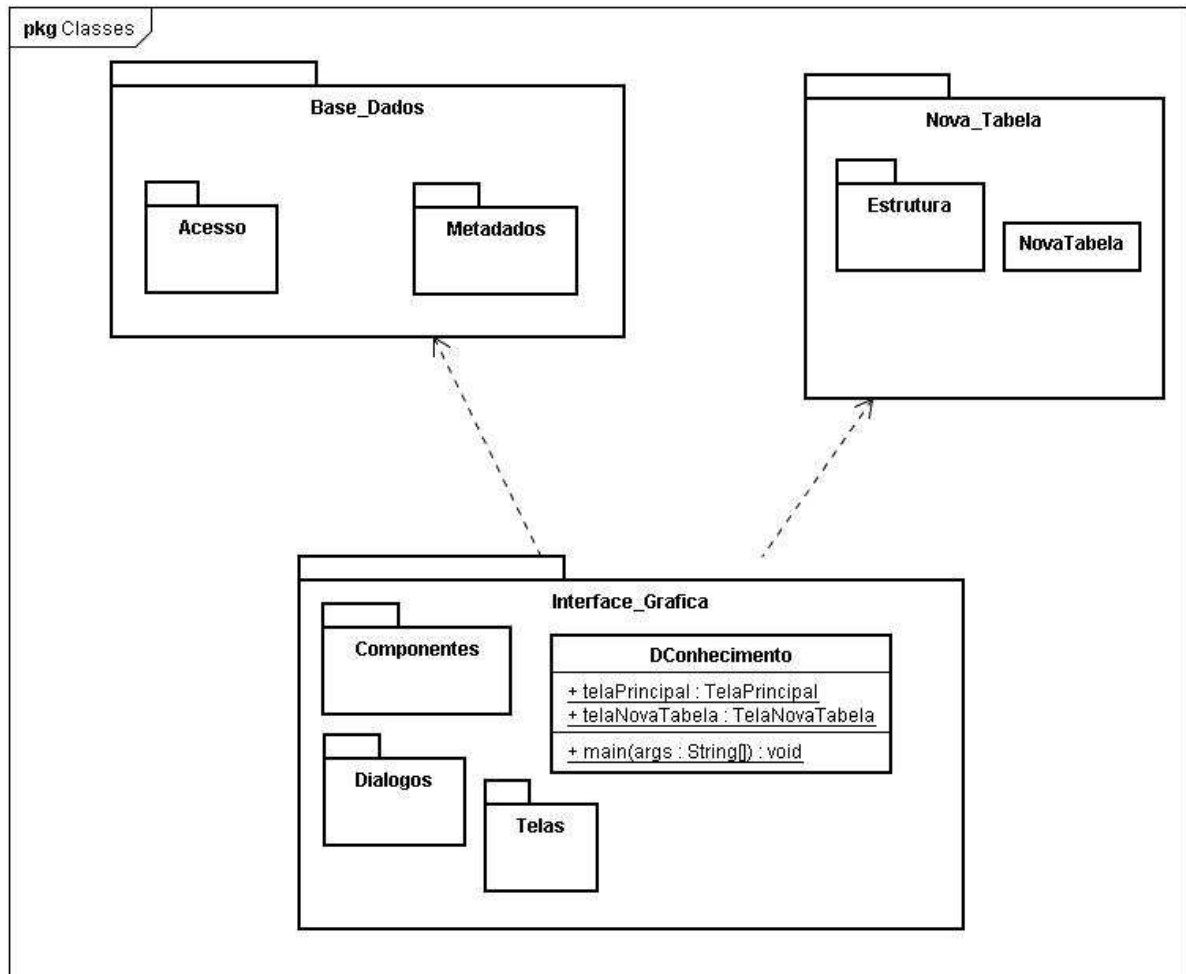 pkg Classes
Base_Dados
Acesso
Metadados
Nova_Tabela
Estrutura
NovaTabela
Interface_Grafica
Componentes
DConhecimento
+ telaPrincipal : TelaPrincipal
+ telaNovaTabela : TelaNovaTabela
+ main(args : String[]) : void
Dialogos
Telas